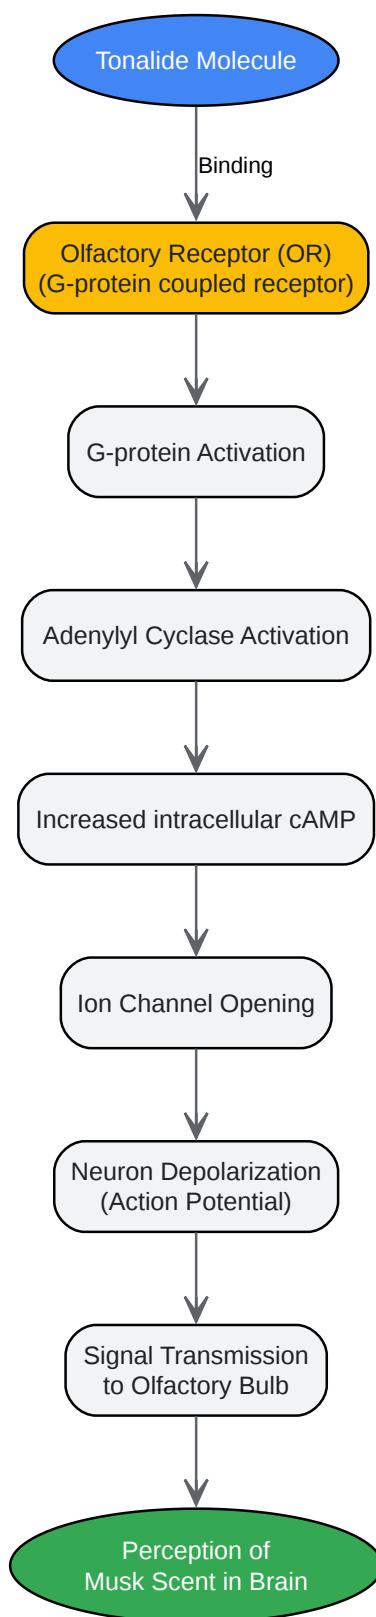 Tonalide Molecule
Binding
Olfactory Receptor (OR)
(G-protein coupled receptor)
G-protein Activation
Adenylyl Cyclase Activation
Increased intracellular cAMP
Ion Channel Opening
Neuron Depolarization
(Action Potential)
Signal Transmission
to Olfactory Bulb
Perception of
Musk Scent in Brain